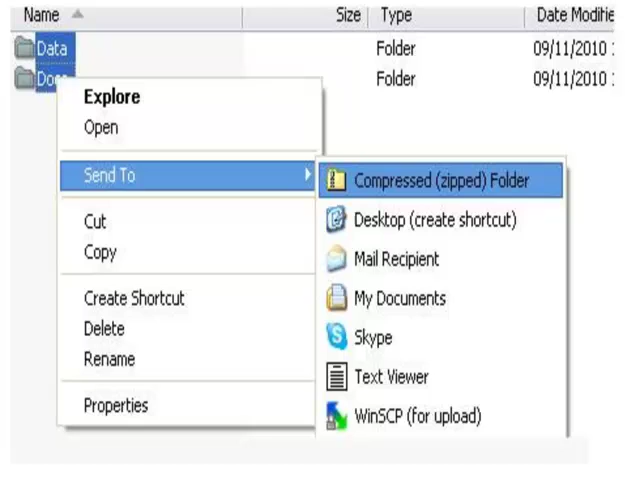 Name Size Type Date Modifie
Data Folder 09/11/2010 :
Folder 09/11/2010 :
Explore
Open
Send To
Compressed (zipped) Folder
Desktop (create shortcut)
Mail Recipient
My Documents
Skype
Text Viewer
WinSCP (for upload)
Cut
Copy
Create Shortcut
Delete
Rename
Properties